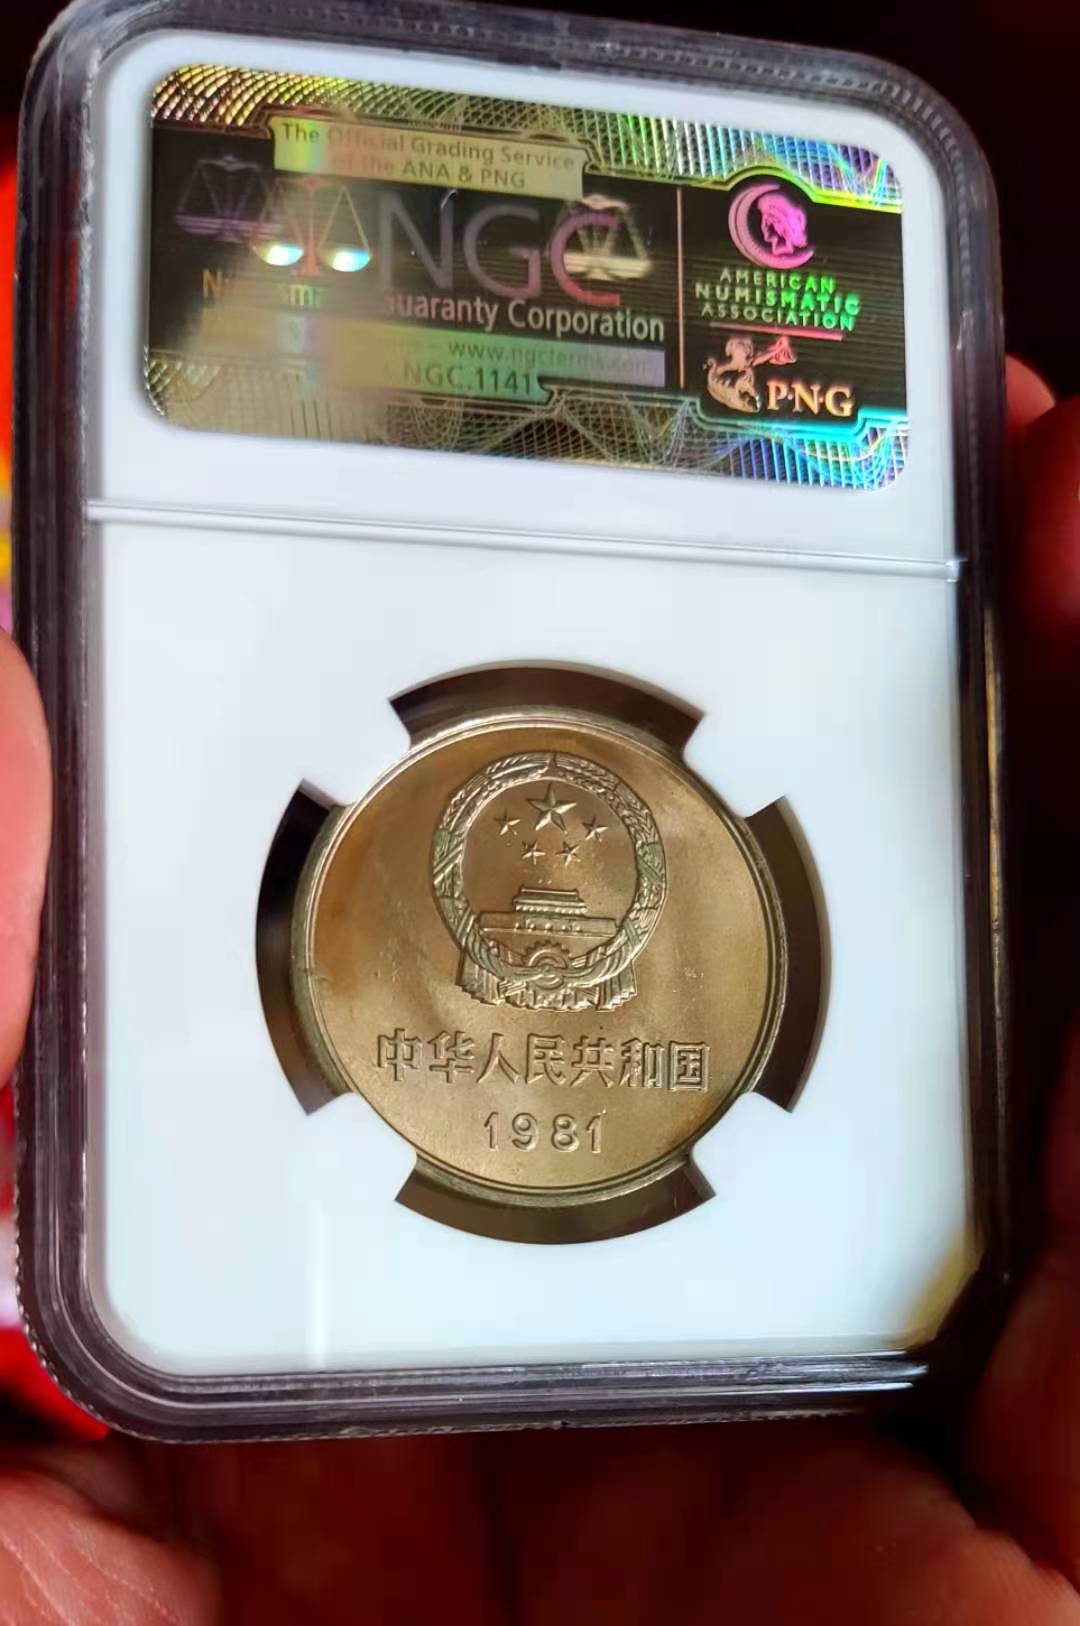 The Official Grading Service
of the ANA & PNG
NGC
Guaranty Corporation
www.ngcterms.com
NGC.1141
AMERICAN
NUMISMATIC
ASSOCIATION
P·N·G
中华人民共和国
1981